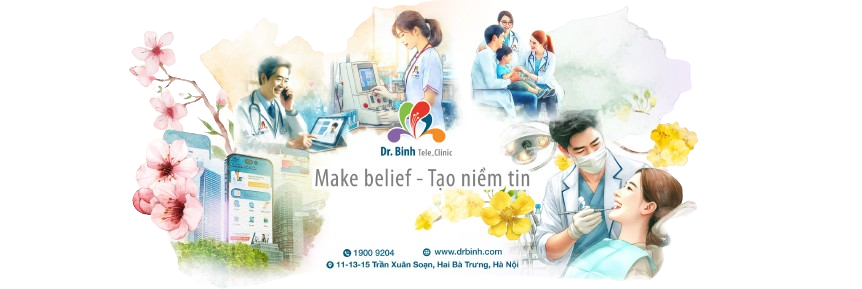 Dr. Binh Tele_Clinic
Make belief - Tạo niềm tin
1900 9204
www.drbinh.com
11-13-15 Trần Xuân Soạn, Hai Bà Trưng, Hà Nội